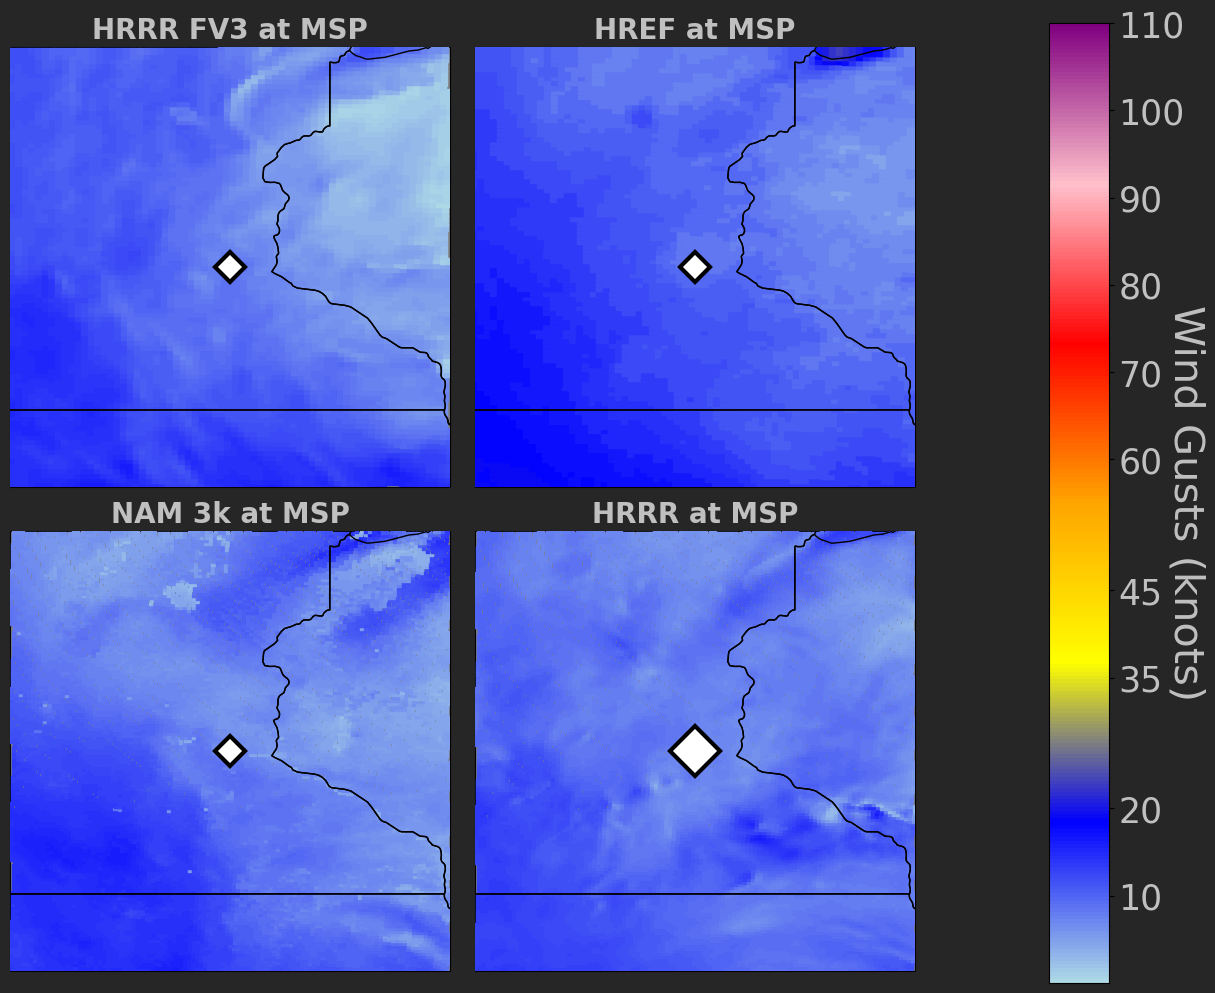 HRRR FV3 at MSP
HREF at MSP
NAM 3k at MSP
HRRR at MSP
110
100
90
80
70
60
45
35
20
10
Wind Gusts (knots)